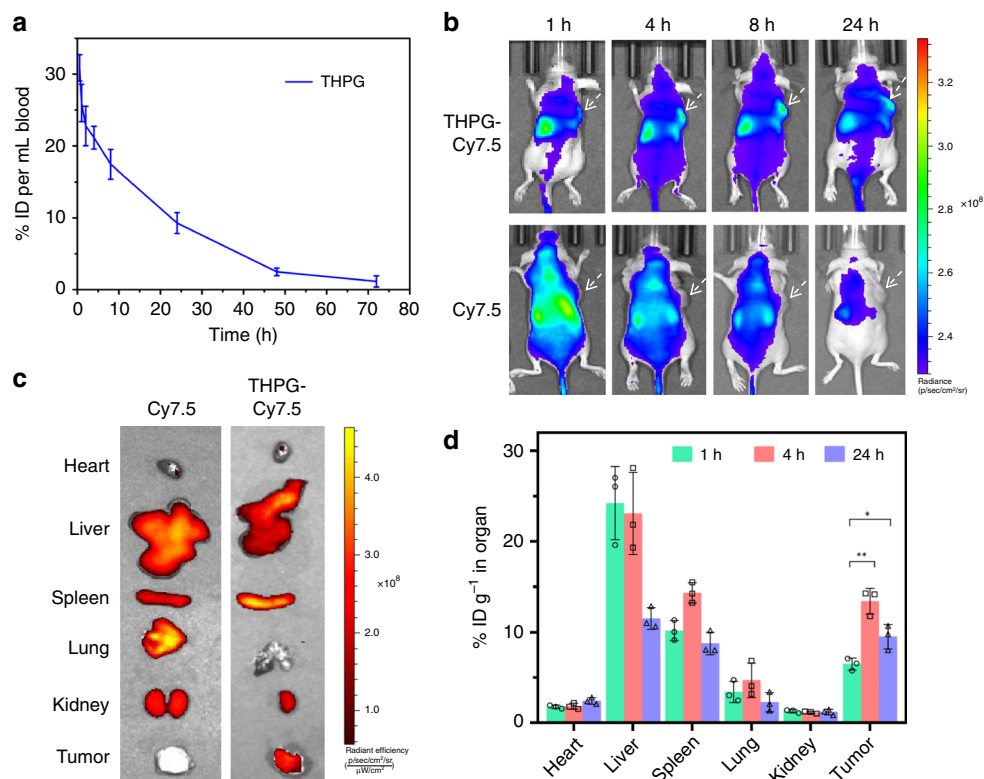 a
% ID per mL blood
30
20
10
0
THPG
0 10 20 30 40 50 60 70 80
Time (h)
b
1 h 4 h 8 h 24 h
THPG-
Cy7.5
Cy7.5
3.2
3.0
×10⁸
2.8
2.6
2.4
Radiance
(p/sec/cm²/sr)
c
Cy7.5
THPG-
Cy7.5
Heart
Liver
Spleen
Lung
Kidney
Tumor
4.0
×10⁸
3.0
2.0
1.0
Radiant efficiency
(p/sec/cm²/sr / µW/cm²)
d
% ID g⁻¹ in organ
30
20
10
0
1 h 4 h 24 h
*
**
Heart Liver Spleen Lung Kidney Tumor